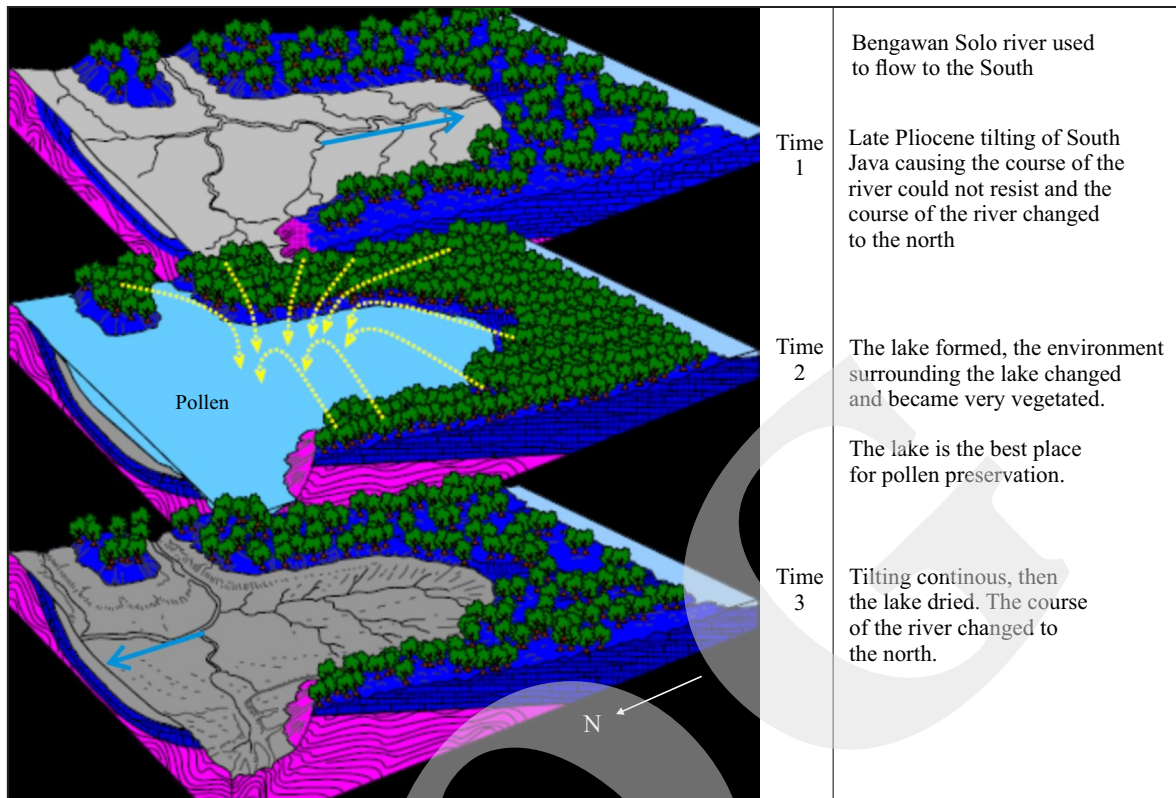 Time
1
Bengawan Solo river used
to flow to the South
Late Pliocene tilting of South
Java causing the course of the
river could not resist and the
course of the river changed
to the north
Pollen
Time
2
The lake formed, the environment
surrounding the lake changed
and became very vegetated.
The lake is the best place
for pollen preservation.
Time
3
Tilting continous, then
the lake dried. The course
of the river changed to
the north.
N